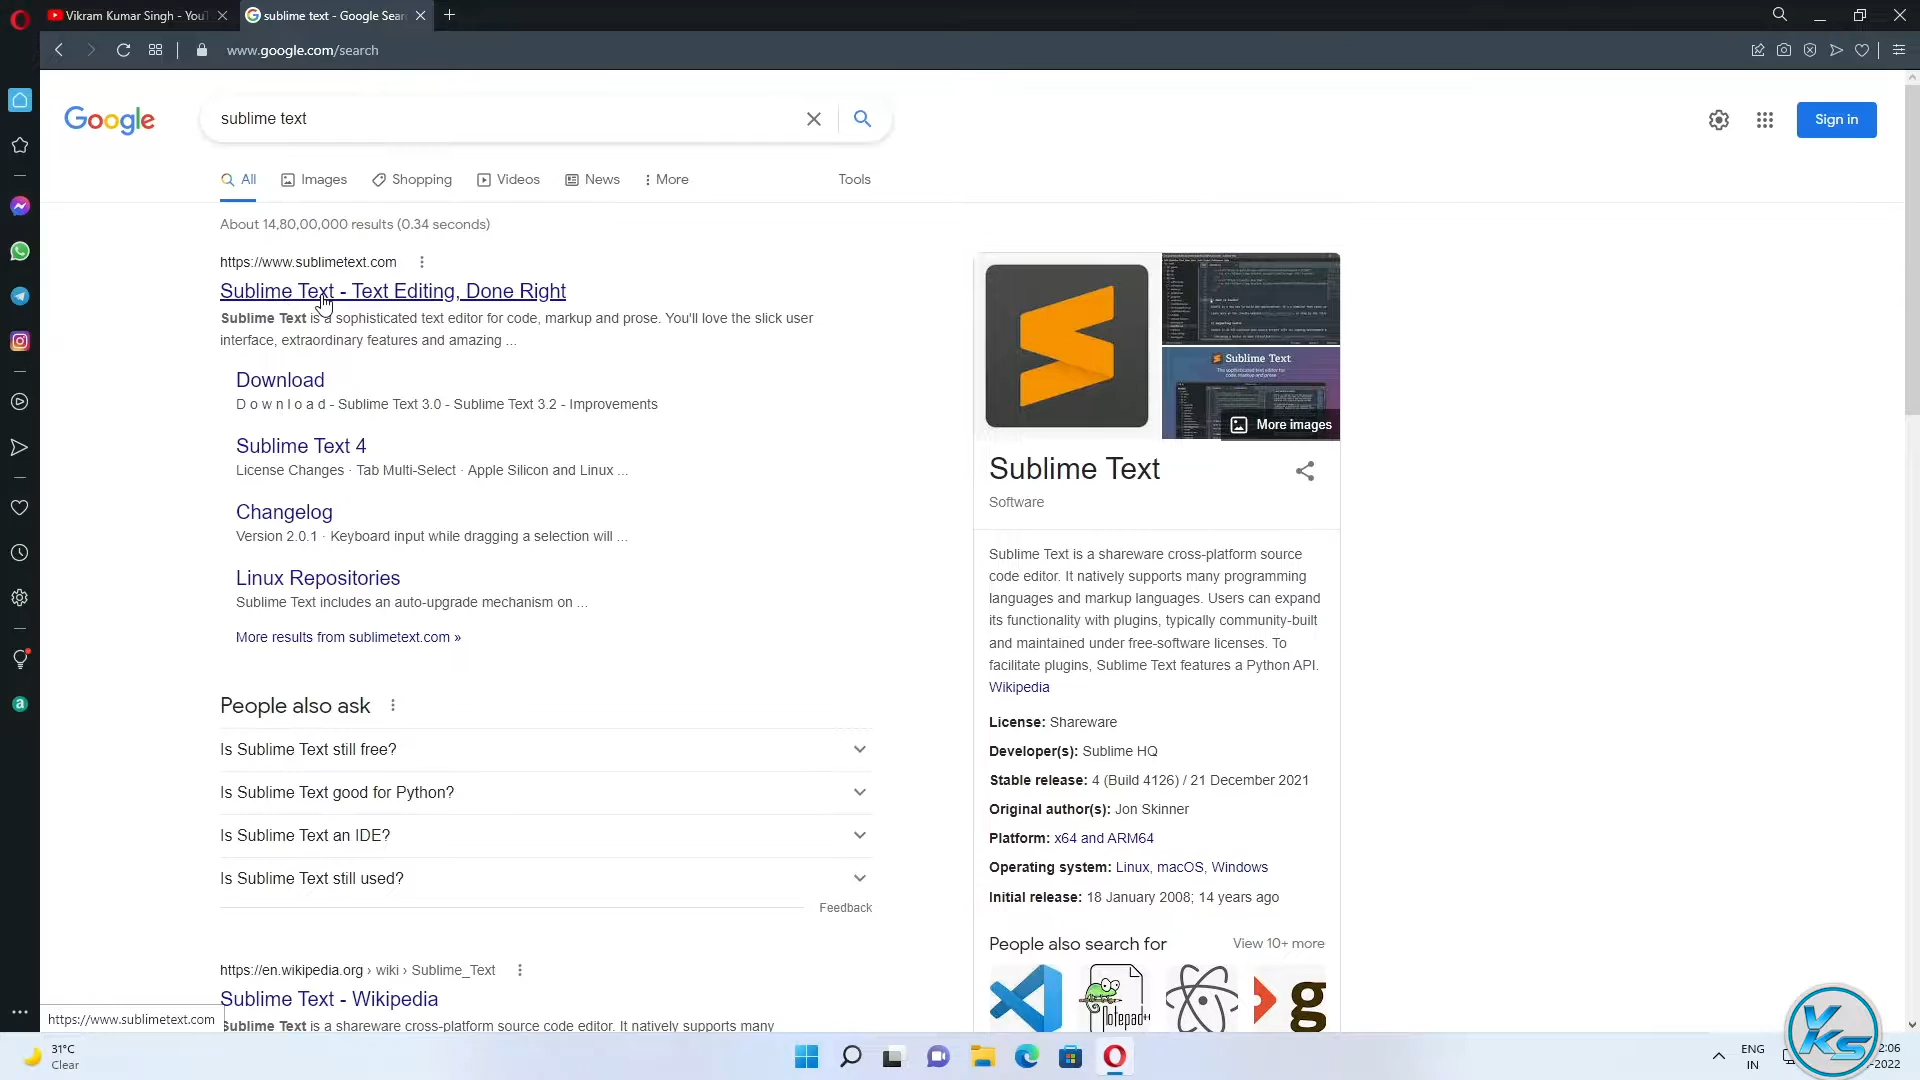 Vikram Kumar Singh - YouT
sublime text - Google Sear
www.google.com/search
Google
sublime text
Sign in
All
Images
Shopping
Videos
News
More
Tools
About 14,80,00,000 results (0.34 seconds)
https://www.sublimetext.com
Sublime Text - Text Editing, Done Right
Sublime Text is a sophisticated text editor for code, markup and prose. You'll love the slick user
interface, extraordinary features and amazing ...
Download
D o w n l o a d - Sublime Text 3.0 - Sublime Text 3.2 - Improvements
Sublime Text 4
License Changes · Tab Multi-Select · Apple Silicon and Linux ...
Changelog
Version 2.0.1 · Keyboard input while dragging a selection will ...
Linux Repositories
Sublime Text includes an auto-upgrade mechanism on ...
More results from sublimetext.com »
People also ask
Is Sublime Text still free?
Is Sublime Text good for Python?
Is Sublime Text an IDE?
Is Sublime Text still used?
Feedback
https://en.wikipedia.org › wiki › Sublime_Text
Sublime Text - Wikipedia
Sublime Text is a shareware cross-platform source code editor. It natively supports many
https://www.sublimetext.com
Sublime Text
More images
Sublime Text
Software
Sublime Text is a shareware cross-platform source
code editor. It natively supports many programming
languages and markup languages. Users can expand
its functionality with plugins, typically community-built
and maintained under free-software licenses. To
facilitate plugins, Sublime Text features a Python API.
Wikipedia
License: Shareware
Developer(s): Sublime HQ
Stable release: 4 (Build 4126) / 21 December 2021
Original author(s): Jon Skinner
Platform: x64 and ARM64
Operating system: Linux, macOS, Windows
Initial release: 18 January 2008; 14 years ago
People also search for
View 10+ more
Notepad++
g
31°C
Clear
ENG
IN
2:06
-2022
VKS